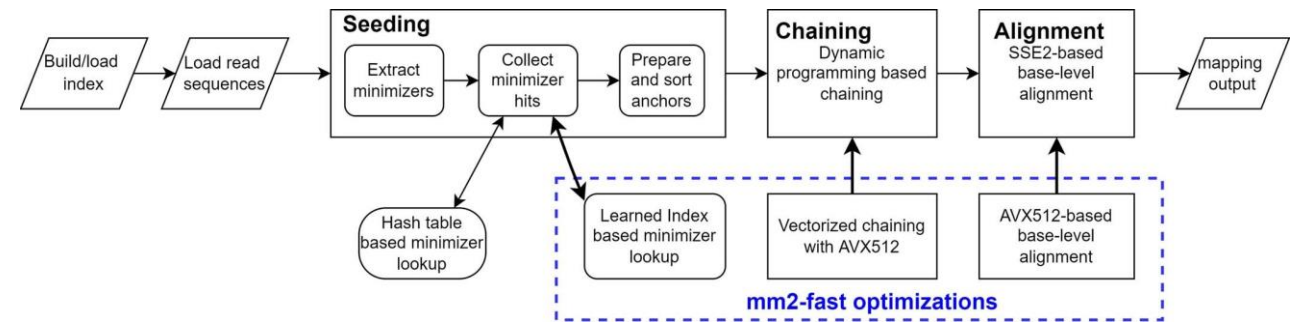 Seeding
Chaining
Alignment
Build/load
index
Load read
sequences
Extract
minimizers
Collect
minimizer
hits
Prepare
and sort
anchors
Dynamic
programming based
chaining
SSE2-based
base-level
alignment
mapping
output
Hash table
based minimizer
lookup
Learned Index
based minimizer
lookup
Vectorized chaining
with AVX512
AVX512-based
base-level
alignment
mm2-fast optimizations